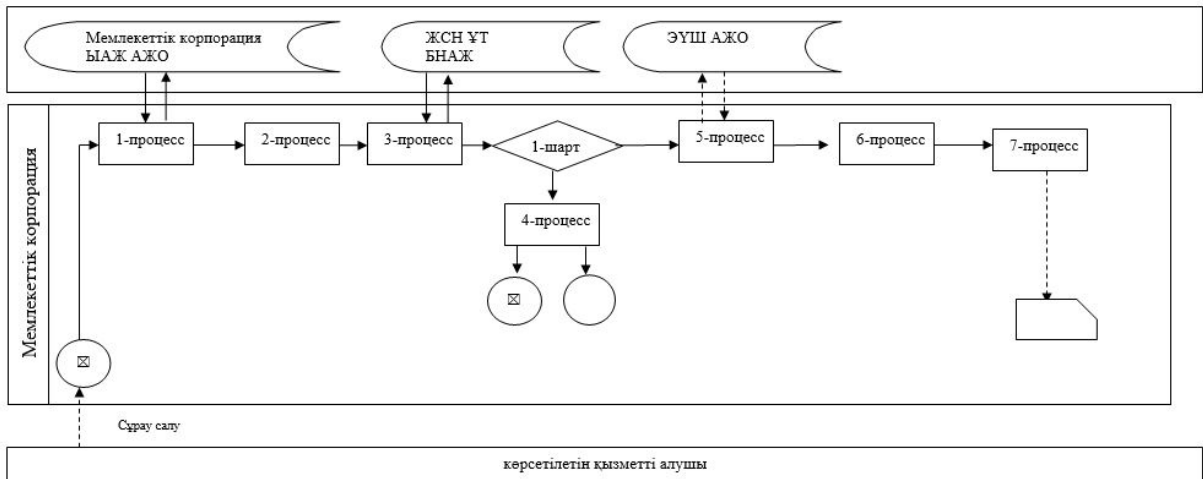 Мемлекеттік корпорация
ЫАЖ АЖО
ЖСН ҰТ
БНАЖ
ЭҮШ АЖО
Мемлекеттік корпорация
1-процесс
2-процесс
3-процесс
1-шарт
5-процесс
6-процесс
7-процесс
4-процесс
Сұрау салу
көрсетілетін қызметті алушы